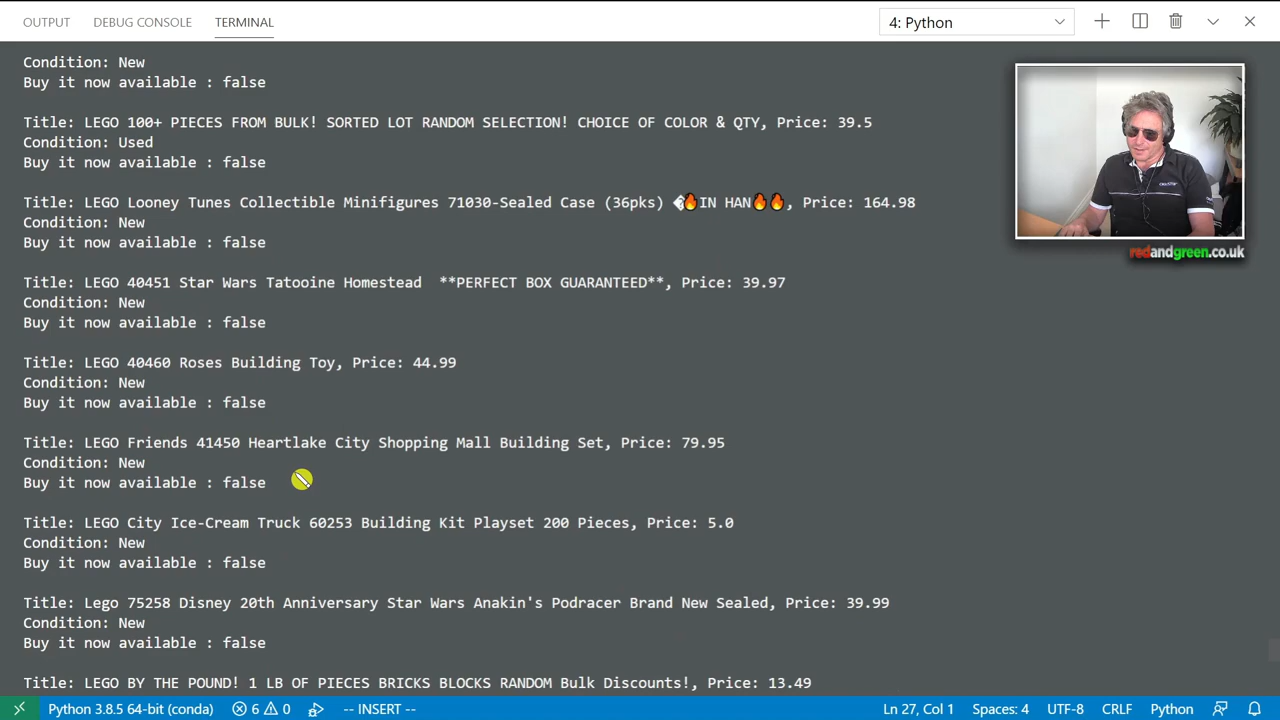 OUTPUT DEBUG CONSOLE TERMINAL 4: Python
Condition: New
Buy it now available : false
Title: LEGO 100+ PIECES FROM BULK! SORTED LOT RANDOM SELECTION! CHOICE OF COLOR & QTY, Price: 39.5
Condition: Used
Buy it now available : false
Title: LEGO Looney Tunes Collectible Minifigures 71030-Sealed Case (36pks) �🔥IN HAN🔥🔥, Price: 164.98
Condition: New
Buy it now available : false
Title: LEGO 40451 Star Wars Tatooine Homestead  **PERFECT BOX GUARANTEED**, Price: 39.97
Condition: New
Buy it now available : false
Title: LEGO 40460 Roses Building Toy, Price: 44.99
Condition: New
Buy it now available : false
Title: LEGO Friends 41450 Heartlake City Shopping Mall Building Set, Price: 79.95
Condition: New
Buy it now available : false
Title: LEGO City Ice-Cream Truck 60253 Building Kit Playset 200 Pieces, Price: 5.0
Condition: New
Buy it now available : false
Title: Lego 75258 Disney 20th Anniversary Star Wars Anakin's Podracer Brand New Sealed, Price: 39.99
Condition: New
Buy it now available : false
Title: LEGO BY THE POUND! 1 LB OF PIECES BRICKS BLOCKS RANDOM Bulk Discounts!, Price: 13.49
redandgreen.co.uk
Python 3.8.5 64-bit (conda) 6 0 -- INSERT -- Ln 27, Col 1 Spaces: 4 UTF-8 CRLF Python